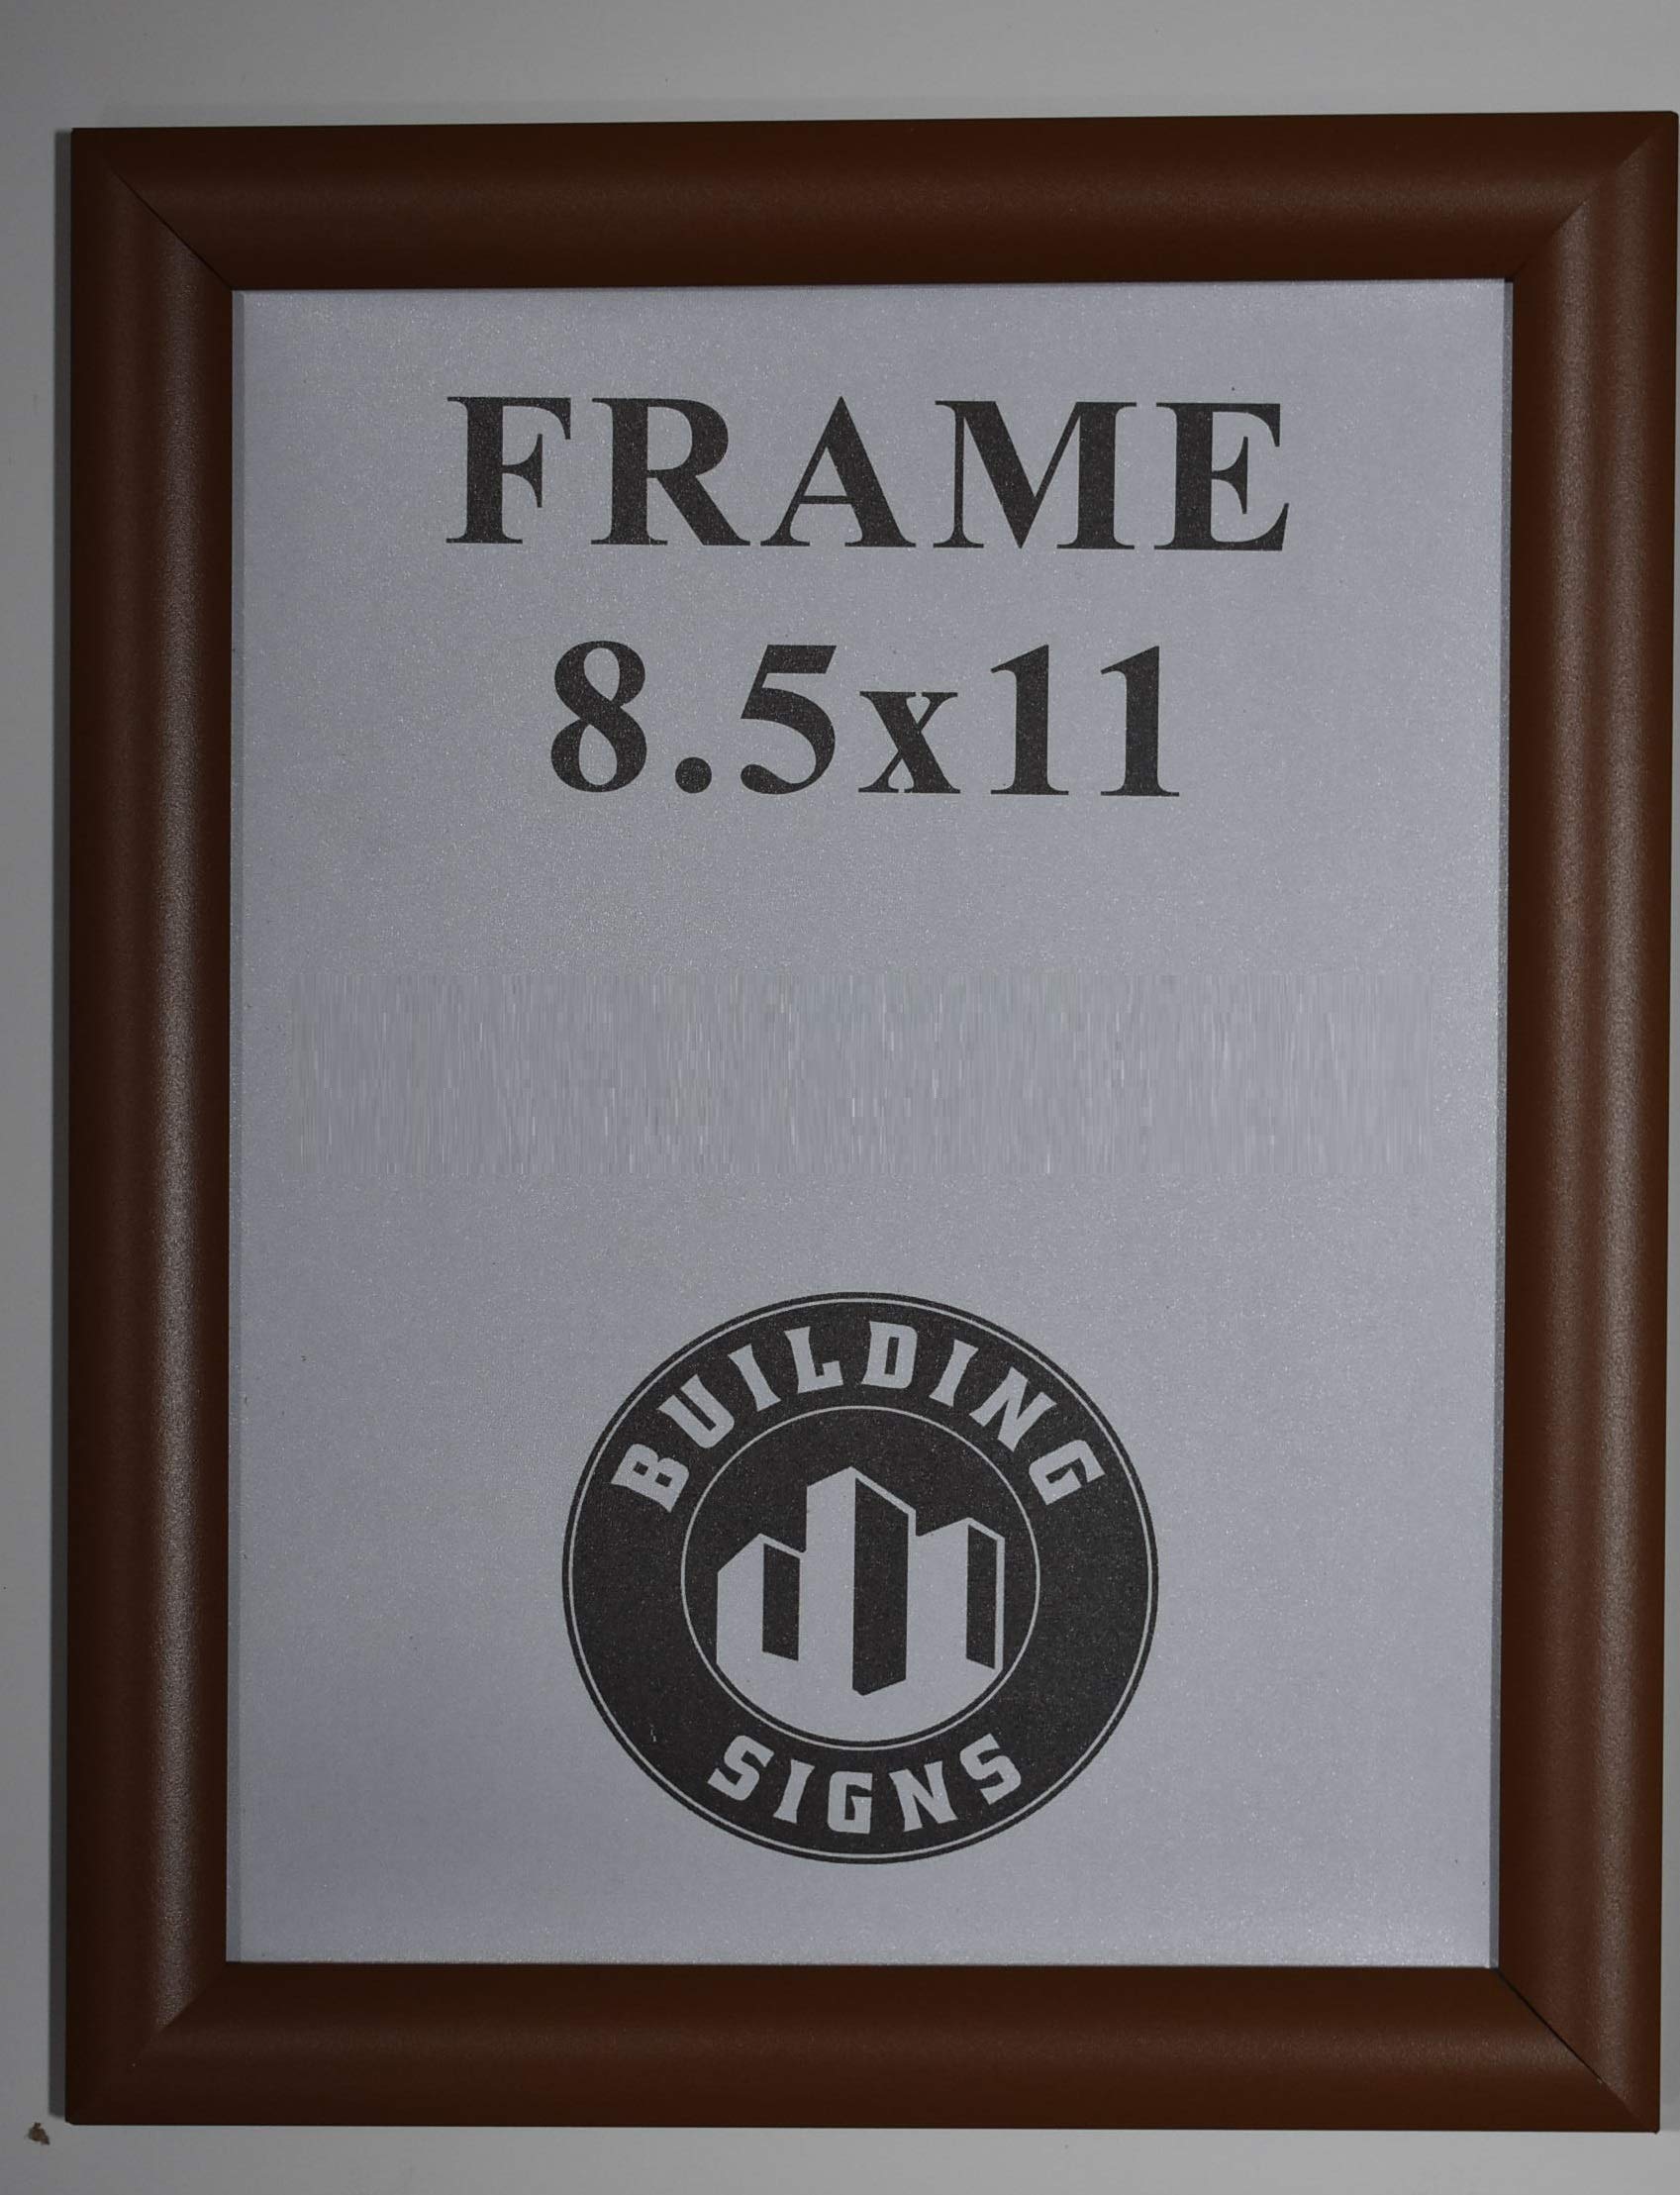 FRAME
8.5x11
BUILDING
SIGNS